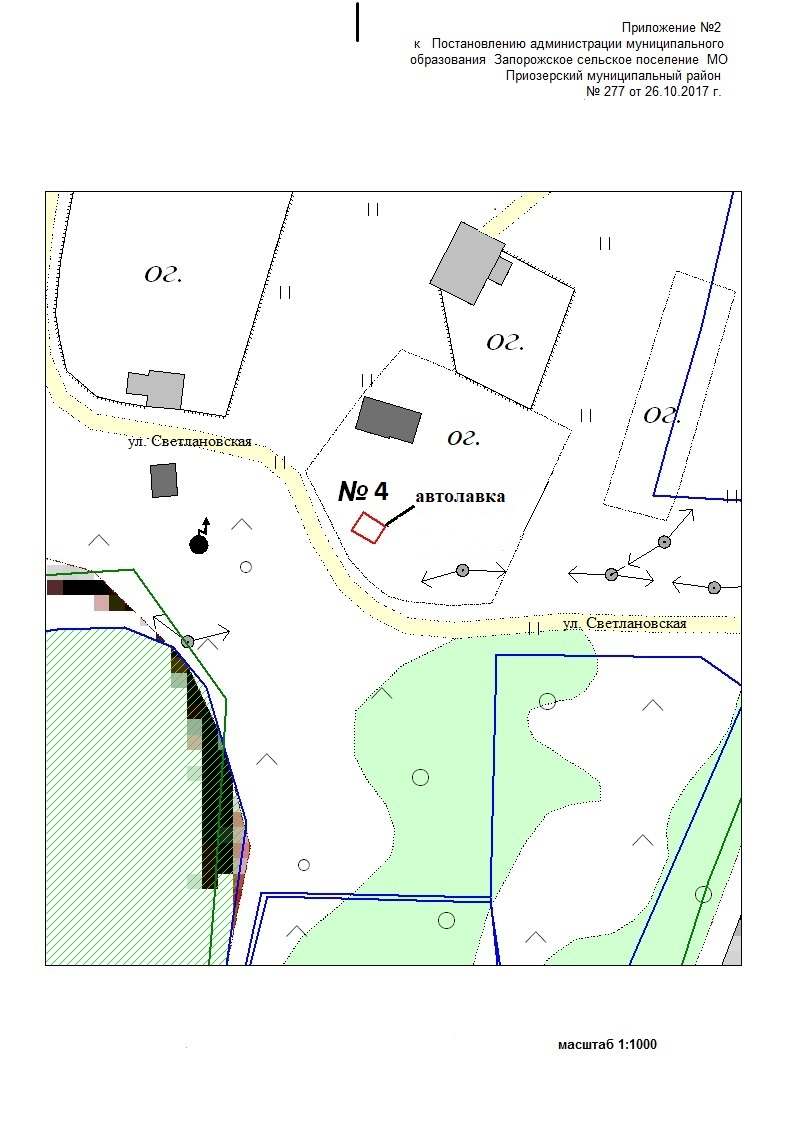 Приложение №2
к Постановлению администрации муниципального
образования Запорожское сельское поселение МО
Приозерский муниципальный район
№ 277 от 26.10.2017 г.
ог.
ог.
ог.
ул. Светлановская
ог.
№ 4
автолавка
ул. Светлановская
масштаб 1:1000